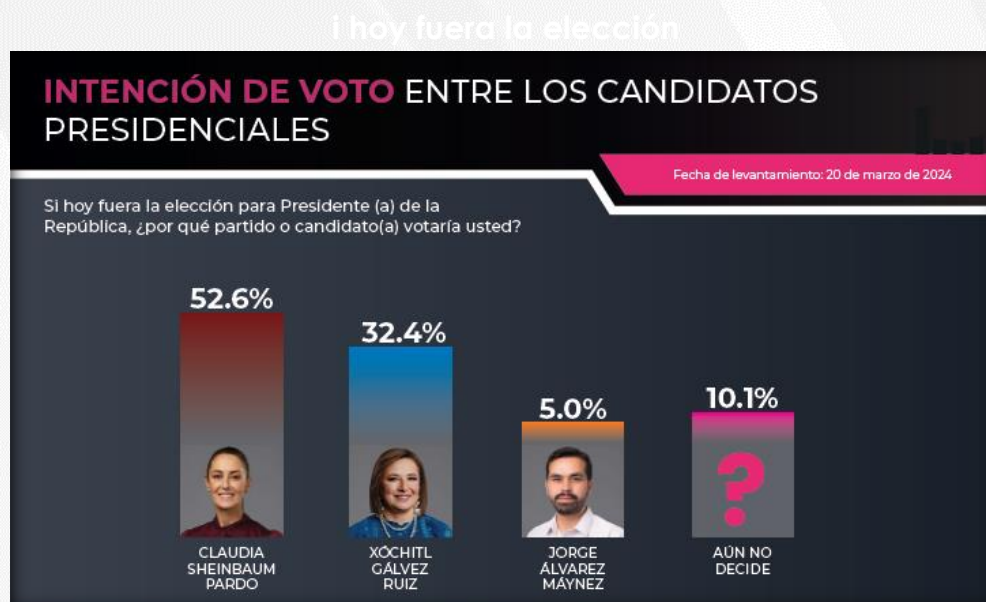 i hoy fuera la elección
INTENCIÓN DE VOTO ENTRE LOS CANDIDATOS
PRESIDENCIALES
Fecha de levantamiento: 20 de marzo de 2024
Si hoy fuera la elección para Presidente (a) de la
República, ¿por qué partido o candidato(a) votaría usted?
52.6%
32.4%
5.0%
10.1%
CLAUDIA
SHEINBAUM
PARDO
XÓCHITL
GÁLVEZ
RUIZ
JORGE
ÁLVAREZ
MÁYNEZ
AÚN NO
DECIDE
?